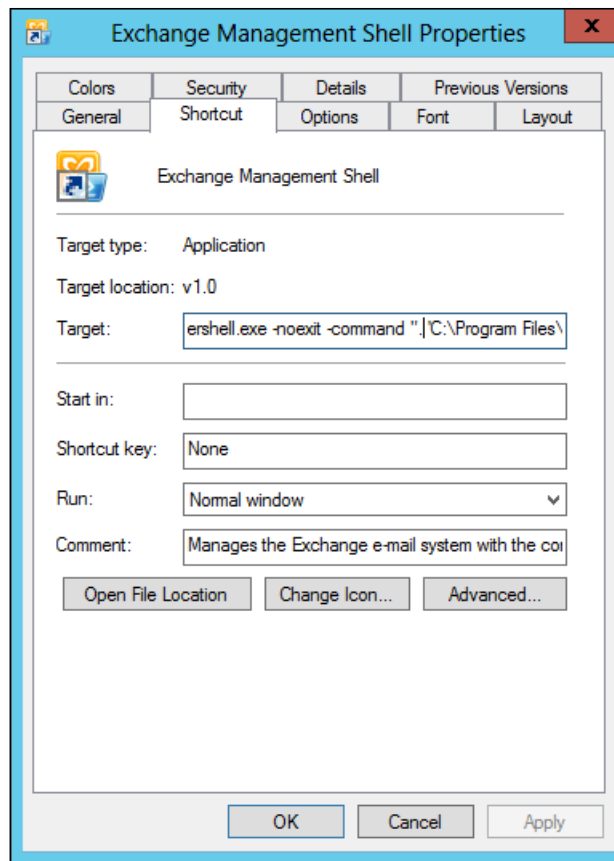 Exchange Management Shell Properties
x
Colors Security Details Previous Versions
General Shortcut Options Font Layout
Exchange Management Shell
Target type: Application
Target location: v1.0
Target: ershell.exe -noexit -command ". 'C:\Program Files\
Start in:
Shortcut key: None
Run: Normal window
Comment: Manages the Exchange e-mail system with the
Open File Location Change Icon... Advanced...
OK Cancel Apply